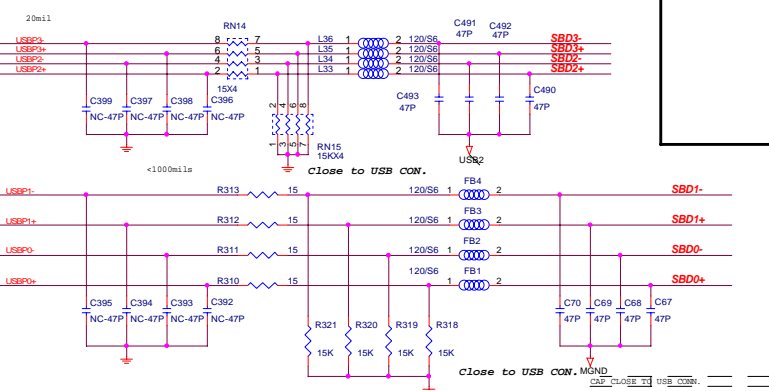 20mil
RN14
C491 C492
47P 47P
USBP3- 8 7 L36 1 2 120/S6 SBD3-
USBP3+ 6 5 L35 1 2 120/S6 SBD3+
USBP2- 4 3 L34 1 2 120/S6 SBD2-
USBP2+ 2 1 L33 1 2 120/S6 SBD2+
15X4
C399 C397 C398 C396
NC-47P NC-47P NC-47P NC-47P
C493 C490
47P 47P
2 4 6 8
1 3 5 7
RN15
15KX4
USB2
<1000mils
Close to USB CON.
FB4
USBP1- R313 15 120/S6 1 2 SBD1-
FB3
USBP1+ R312 15 120/S6 1 2 SBD1+
FB2
USBP0- R311 15 120/S6 1 2 SBD0-
FB1
USBP0+ R310 15 120/S6 1 2 SBD0+
C395 C394 C393 C392
NC-47P NC-47P NC-47P NC-47P
C70 C69 C68 C67
47P 47P 47P 47P
R321 R320 R319 R318
15K 15K 15K 15K
Close to USB CON.
MGND
CAP CLOSE TO USB CONN.